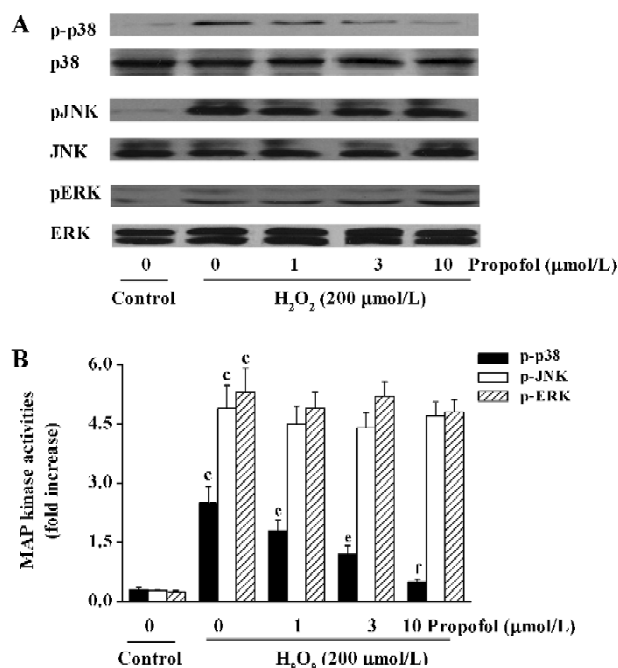 A
p-p38
p38
pJNK
JNK
pERK
ERK
0 0 1 3 10 Propofol (μmol/L)
Control H2O2 (200 μmol/L)
B
MAP kinase activities
(fold increase)
6,0
4,5
3,0
1,5
0,0
c c c e e f
p-p38
p-JNK
p-ERK
0 0 1 3 10 Propofol (μmol/L)
Control H2O2 (200 μmol/L)